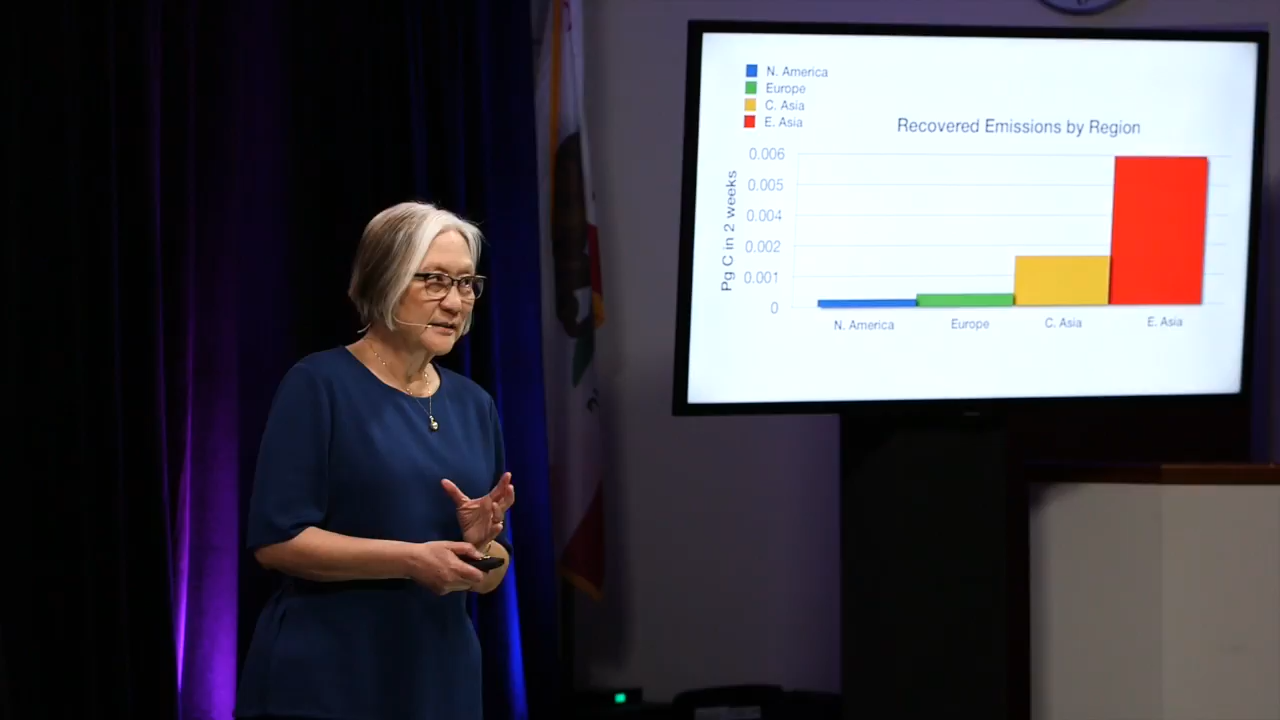 N. America
Europe
C. Asia
E. Asia
Recovered Emissions by Region
Pg C in 2 weeks
0.006
0.005
0.004
0.002
0.001
0
N. America
Europe
C. Asia
E. Asia